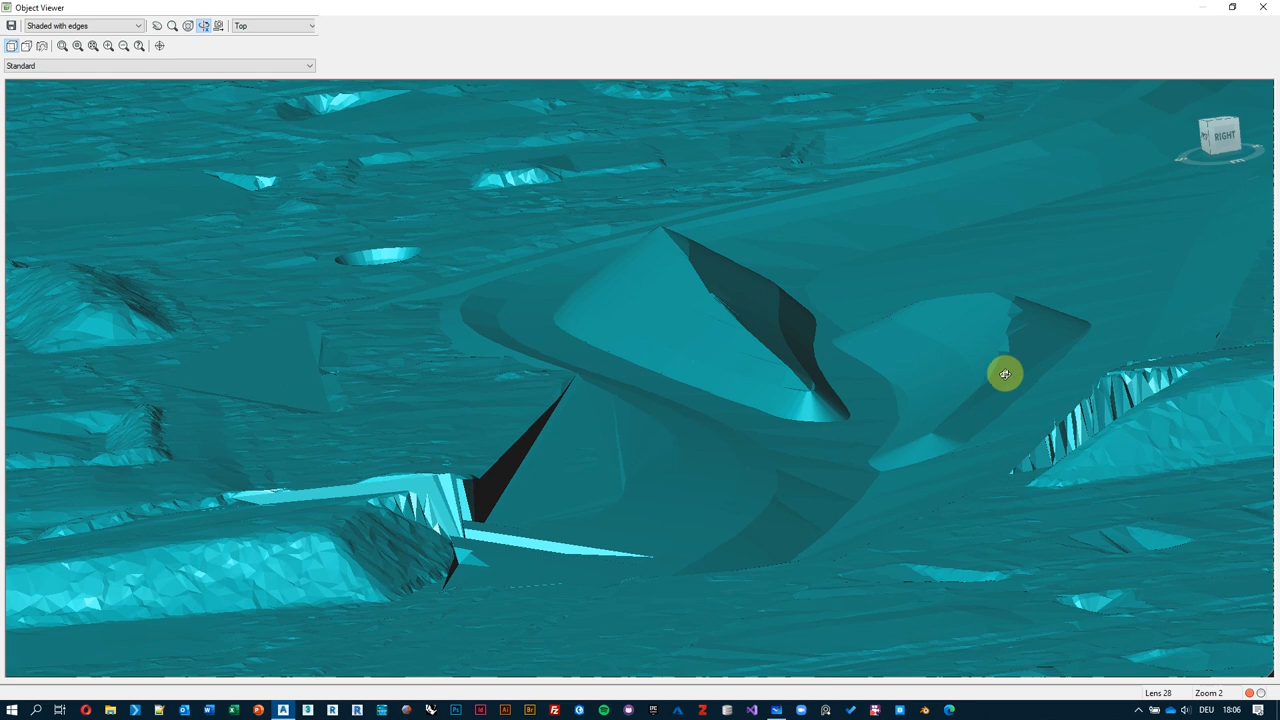 Object Viewer
Shaded with edges
Top
Standard
RIGHT
Lens 28
Zoom 2
DEU
18:06